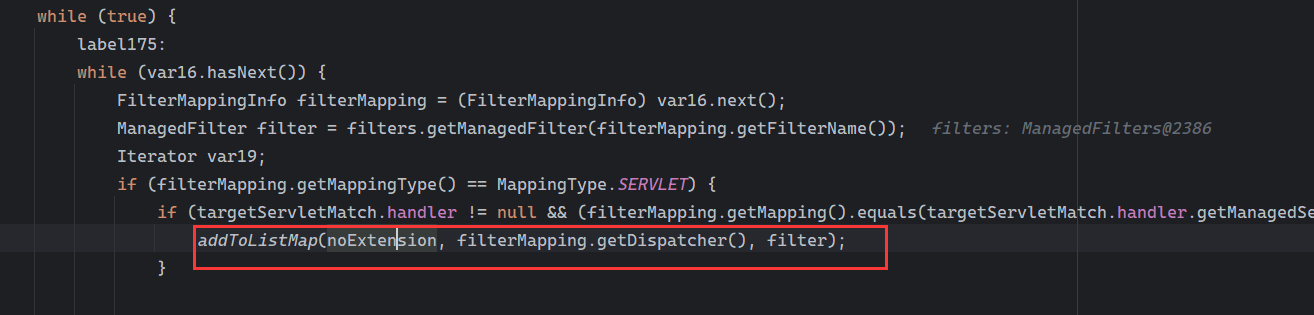 while (true) {
label175:
while (var16.hasNext()) {
FilterMappingInfo filterMapping = (FilterMappingInfo) var16.next();
ManagedFilter filter = filters.getManagedFilter(filterMapping.getFilterName()); filters: ManagedFilters@2386
Iterator var19;
if (filterMapping.getMappingType() == MappingType.SERVLET) {
if (targetServletMatch.handler != null && (filterMapping.getMapping().equals(targetServletMatch.handler.getManagedSe
addToListMap(noExtension, filterMapping.getDispatcher(), filter);
}